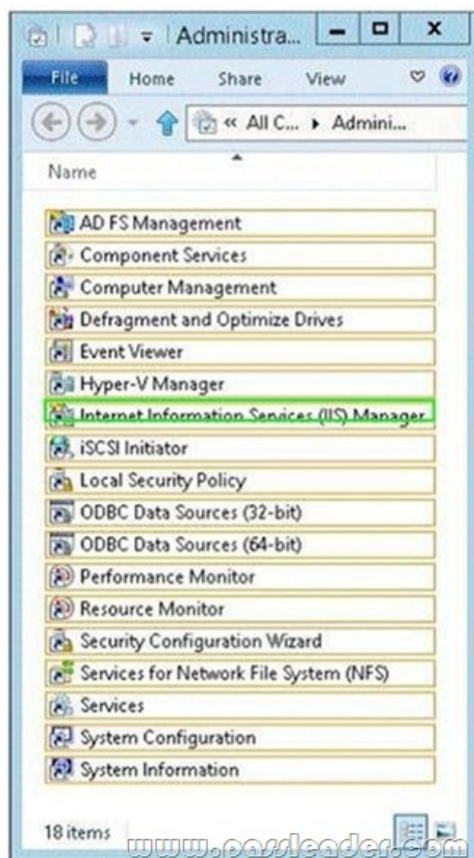 Administra...
File Home Share View
« All C... ▸ Admini...
Name
AD FS Management
Component Services
Computer Management
Defragment and Optimize Drives
Event Viewer
Hyper-V Manager
Internet Information Services (IIS) Manager
iSCSI Initiator
Local Security Policy
ODBC Data Sources (32-bit)
ODBC Data Sources (64-bit)
Performance Monitor
Resource Monitor
Security Configuration Wizard
Services for Network File System (NFS)
Services
System Configuration
System Information
18 items
www.passleader.com